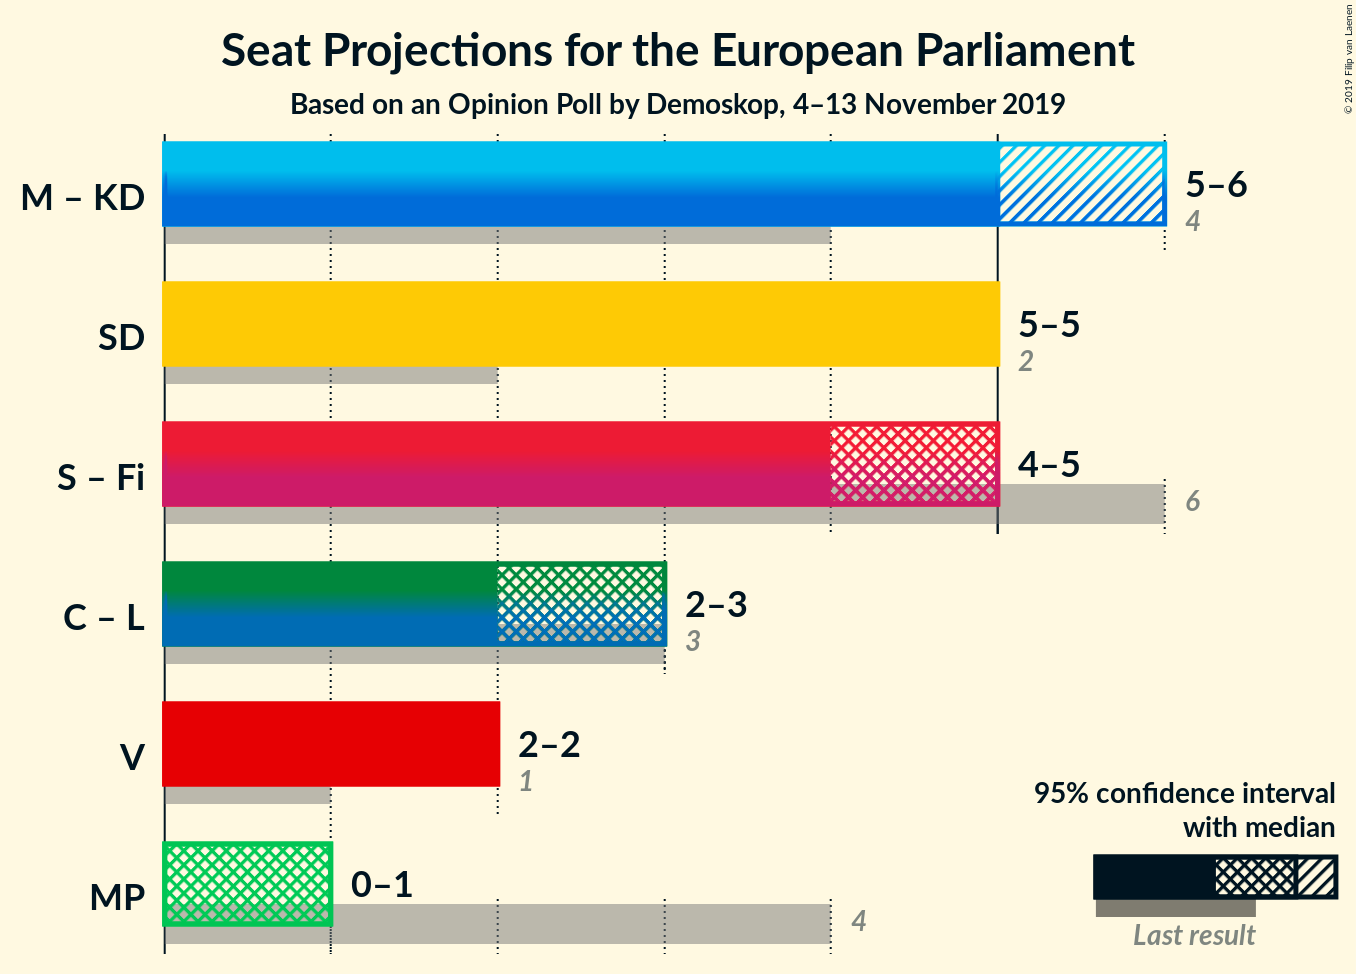 Seat Projections for the European Parliament
Based on an Opinion Poll by Demoskop, 4–13 November 2019
© 2019 Filip van Laenen
M – KD
5–6
4
SD
5–5
2
S – Fi
4–5
6
C – L
2–3
3
V
2–2
1
MP
0–1
4
95% confidence interval
with median
Last result